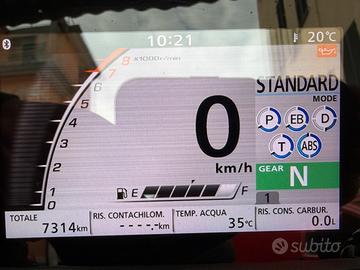 10:21
20°C
8 x1000r/min
7
6
5
4
3
2
1
0
0
km/h
STANDARD
MODE
P EB D
T ABS
GEAR N
1
E F
TOTALE
7314km
RIS. CONTACHILOM.
----.-km
TEMP. ACQUA
35°C
RIS. CONS. CARBUR.
0.0L
subito